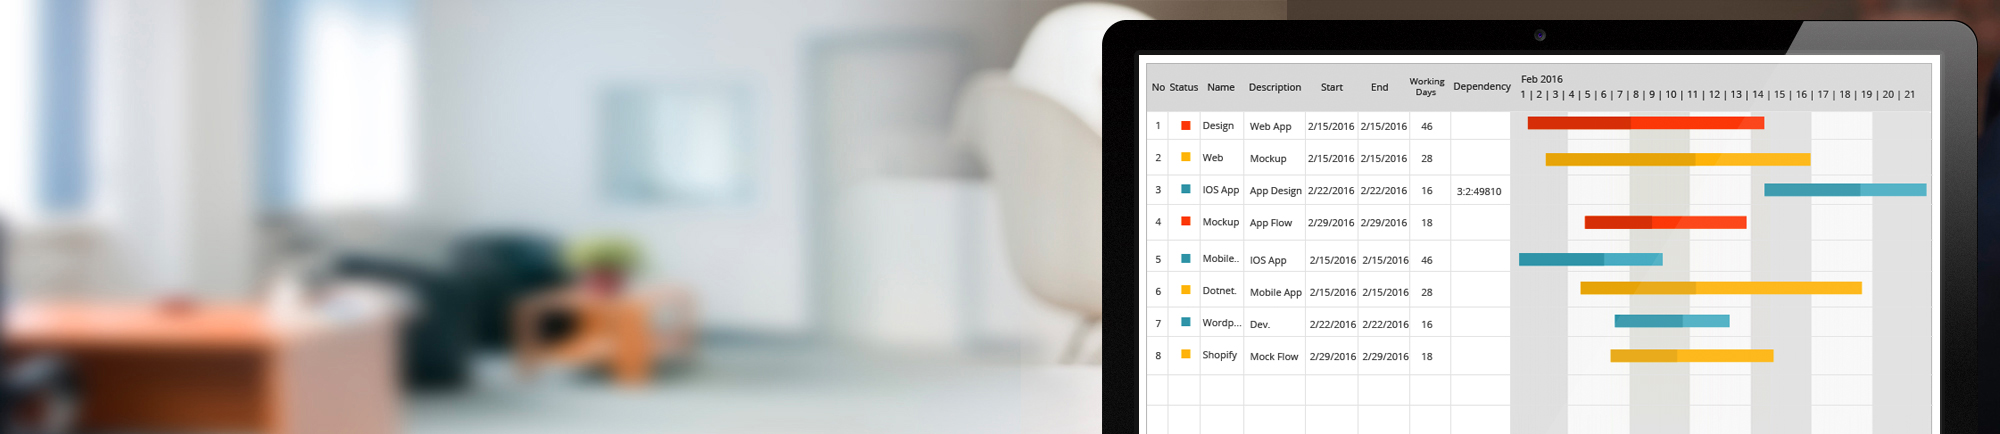 No Status Name Description Start End Working Days Dependency Feb 2016
1 | 2 | 3 | 4 | 5 | 6 | 7 | 8 | 9 | 10 | 11 | 12 | 13 | 14 | 15 | 16 | 17 | 18 | 19 | 20 | 21
1 Design Web App 2/15/2016 2/15/2016 46
2 Web Mockup 2/15/2016 2/15/2016 28
3 IOS App App Design 2/22/2016 2/22/2016 16 3:2:49810
4 Mockup App Flow 2/29/2016 2/29/2016 18
5 Mobile.. IOS App 2/15/2016 2/15/2016 46
6 Dotnet. Mobile App 2/15/2016 2/15/2016 28
7 Wordp... Dev. 2/22/2016 2/22/2016 16
8 Shopify Mock Flow 2/29/2016 2/29/2016 18